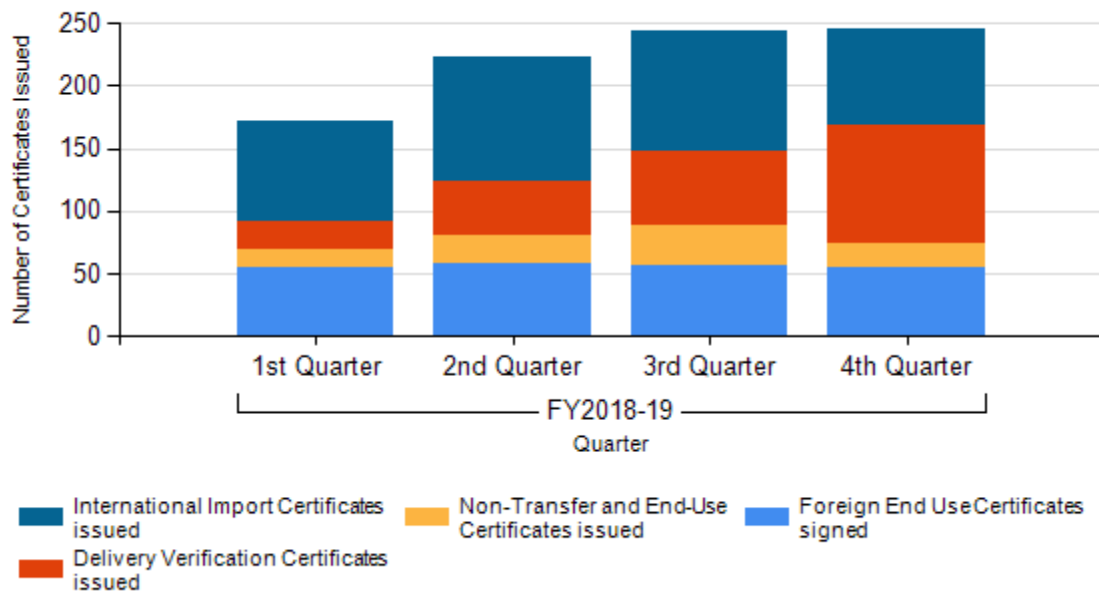 Number of Certificates Issued
250
200
150
100
50
0
1st Quarter
2nd Quarter
3rd Quarter
4th Quarter
FY2018-19
Quarter
International Import Certificates
issued
Non-Transfer and End-Use
Certificates issued
Foreign End Use Certificates
signed
Delivery Verification Certificates
issued